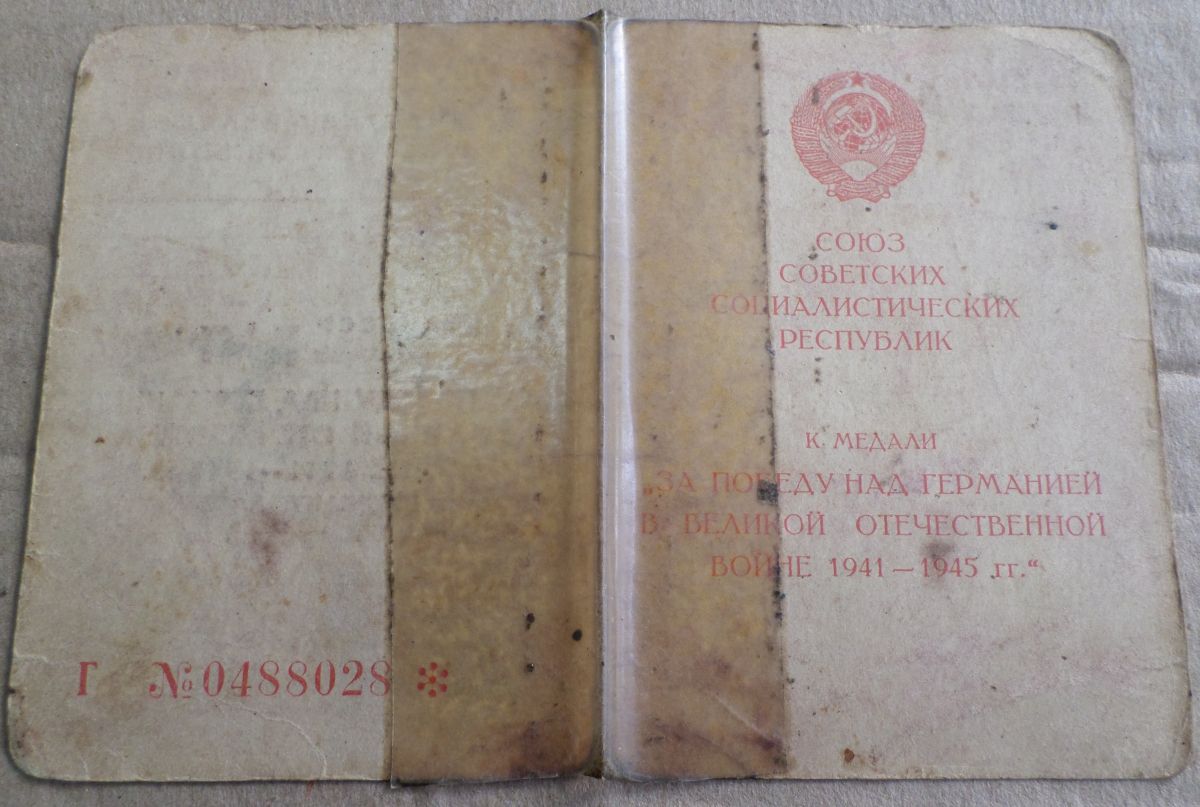 Г №0488028
СОЮЗ
СОВЕТСКИХ
СОЦИАЛИСТИЧЕСКИХ
РЕСПУБЛИК
К МЕДАЛИ
„ЗА ПОБЕДУ НАД ГЕРМАНИЕЙ
В ВЕЛИКОЙ ОТЕЧЕСТВЕННОЙ
ВОЙНЕ 1941 — 1945 гг.“